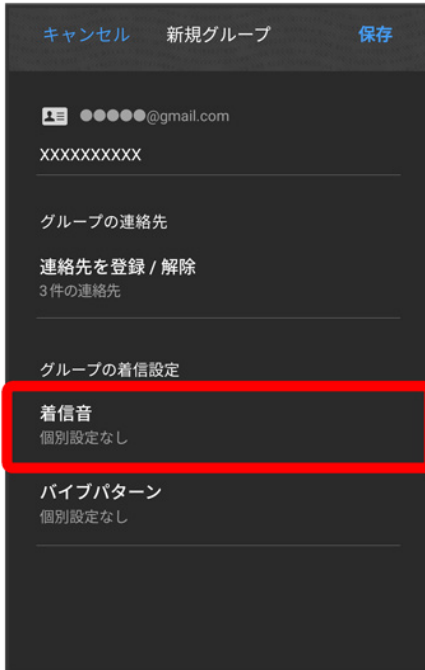 キャンセル 新規グループ 保存
●●●●●@gmail.com
XXXXXXXXXX
グループの連絡先
連絡先を登録 / 解除
3件の連絡先
グループの着信設定
着信音
個別設定なし
バイブパターン
個別設定なし